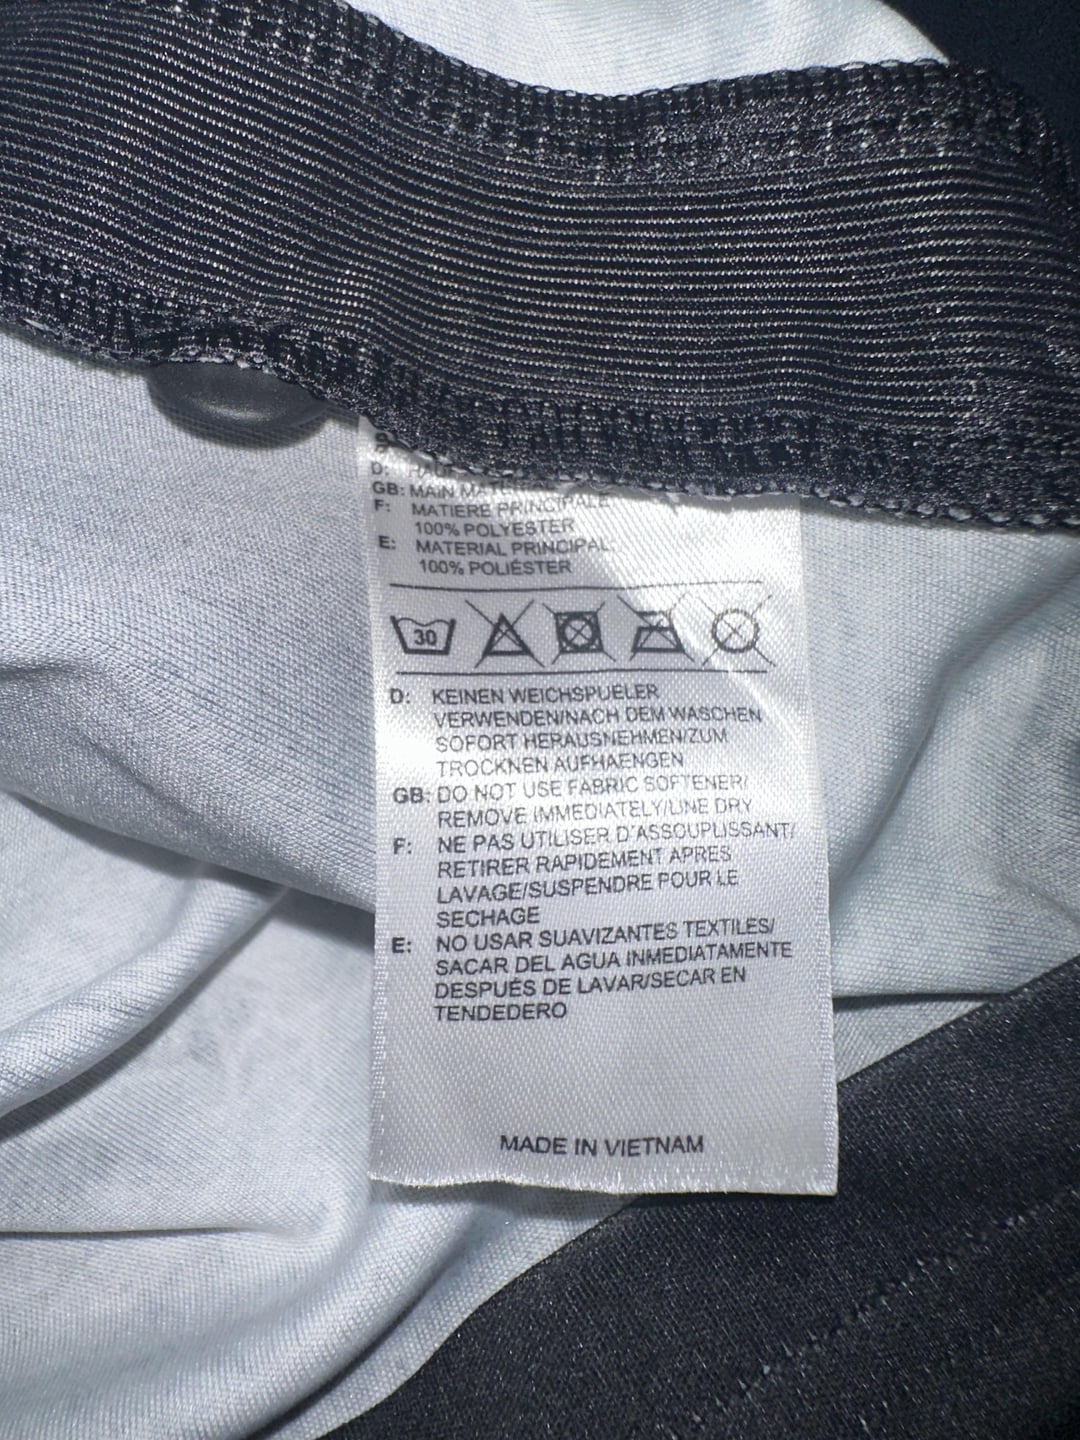 D:
GB: MAIN
F: MATIERE PRINCIPALE
100% POLYESTER
E: MATERIAL PRINCIPAL:
100% POLIÉSTER
30
D: KEINEN WEICHSPUELER
VERWENDEN/NACH DEM WASCHEN
SOFORT HERAUSNEHMEN/ZUM
TROCKNEN AUFHAENGEN
GB: DO NOT USE FABRIC SOFTENER/
REMOVE IMMEDIATELY/LINE DRY
F: NE PAS UTILISER D'ASSOUPLISSANT/
RETIRER RAPIDEMENT APRES
LAVAGE/SUSPENDRE POUR LE
SECHAGE
E: NO USAR SUAVIZANTES TEXTILES/
SACAR DEL AGUA INMEDIATAMENTE
DESPUÉS DE LAVAR/SECAR EN
TENDEDERO
MADE IN VIETNAM